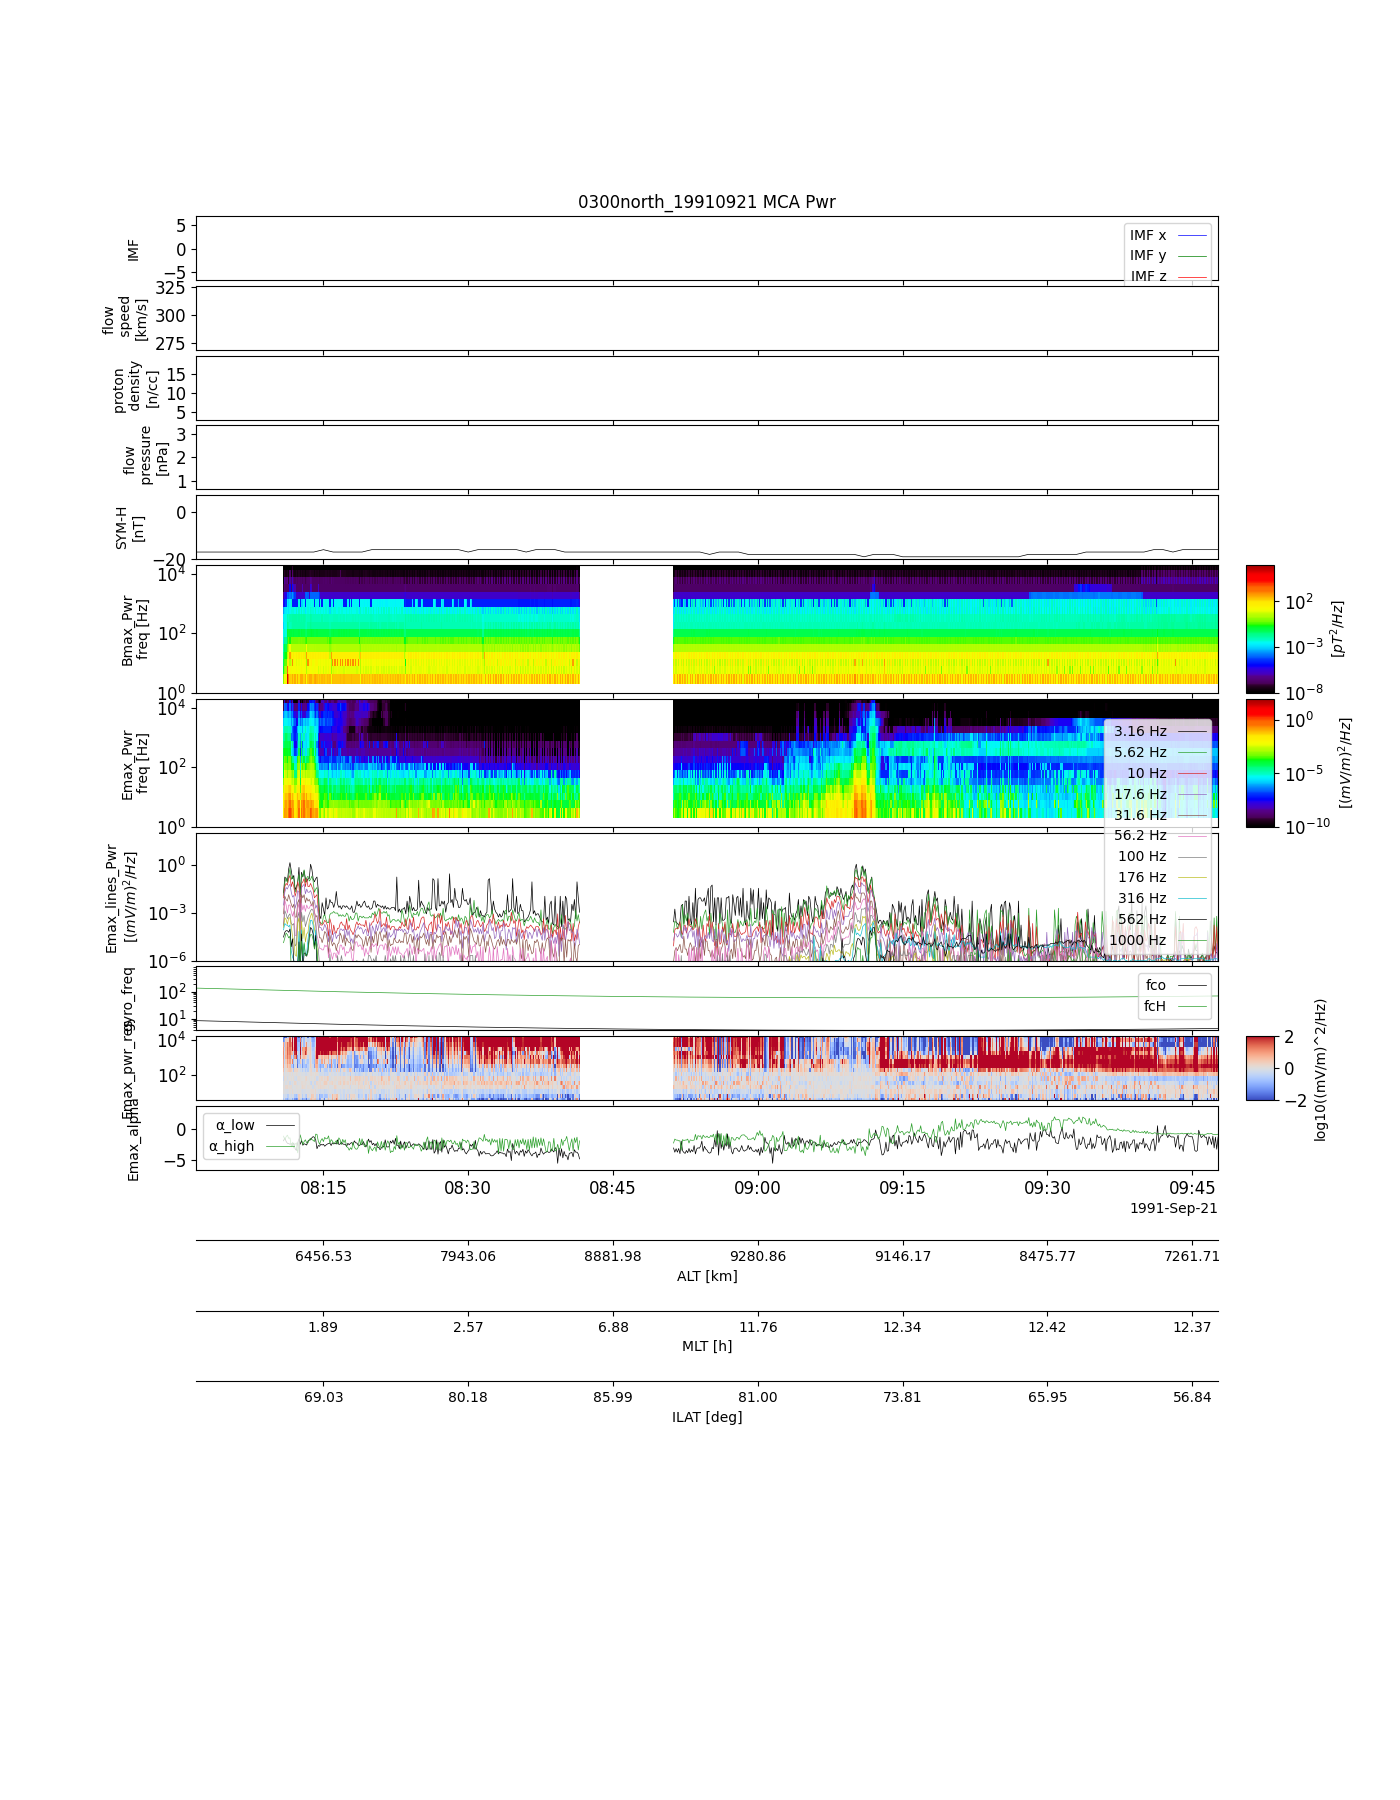 0300north_19910921 MCA Pwr
IMF
5
0
−5
IMF x
IMF y
IMF z
flow
speed
[km/s]
325
300
275
proton
density
[n/cc]
15
10
5
flow
pressure
[nPa]
3
2
1
SYM-H
[nT]
0
−20
Bmax_Pwr
freq [Hz]
10^4
10^2
10^0
10^2
10^−3
10^−8
[pT^2/Hz]
Emax_Pwr
freq [Hz]
10^4
10^2
10^0
10^0
10^−5
10^−10
[(mV/m)^2/Hz]
3.16 Hz
5.62 Hz
10 Hz
17.6 Hz
31.6 Hz
56.2 Hz
100 Hz
176 Hz
316 Hz
562 Hz
1000 Hz
Emax_lines_Pwr
[(mV/m)^2/Hz]
10^0
10^−3
10^−6
gyro_freq
10^2
10^1
fco
fcH
Emax_pwr_res
10^4
10^2
2
0
−2
log10((mV/m)^2/Hz)
Emax_alpha
0
−5
α_low
α_high
08:15 08:30 08:45 09:00 09:15 09:30 09:45
1991-Sep-21
6456.53 7943.06 8881.98 9280.86 9146.17 8475.77 7261.71
ALT [km]
1.89 2.57 6.88 11.76 12.34 12.42 12.37
MLT [h]
69.03 80.18 85.99 81.00 73.81 65.95 56.84
ILAT [deg]